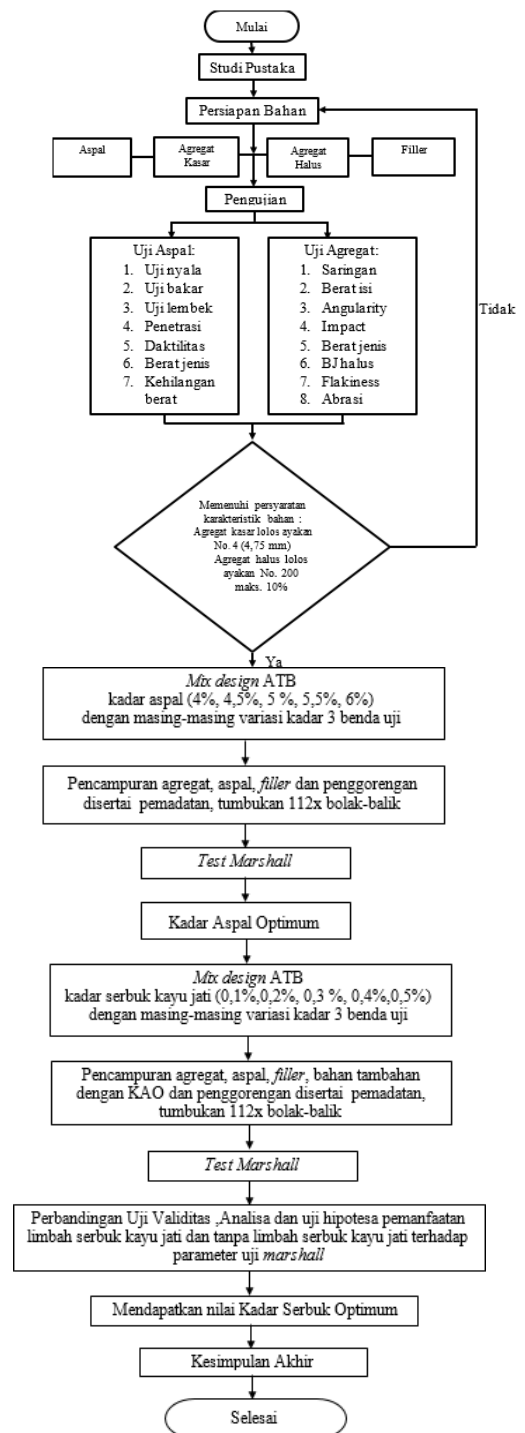 Mulai
Studi Pustaka
Persiapan Bahan
Aspal
Agregat
Kasar
Agregat
Halus
Filler
Pengujian
Uji Aspal:
1. Uji nyala
2. Uji bakar
3. Uji lembek
4. Penetrasi
5. Daktilitas
6. Berat jenis
7. Kehilangan
berat
Uji Agregat:
1. Saringan
2. Berat isi
3. Angularity
4. Impact
5. Berat jenis
6. BJ halus
7. Flakiness
8. Abrasi
Tidak
Memenuhi persyaratan
karakteristik bahan :
Agregat kasar lolos ayakan
No. 4 (4,75 mm)
Agregat halus lolos
ayakan No. 200
maks. 10%
Ya
Mix design ATB
kadar aspal (4%, 4,5%, 5 %, 5,5%, 6%)
dengan masing-masing variasi kadar 3 benda uji
Pencampuran agregat, aspal, filler dan penggorengan
disertai pemadatan, tumbukan 112x bolak-balik
Test Marshall
Kadar Aspal Optimum
Mix design ATB
kadar serbuk kayu jati (0,1%,0,2%, 0,3 %, 0,4%,0,5%)
dengan masing-masing variasi kadar 3 benda uji
Pencampuran agregat, aspal, filler, bahan tambahan
dengan KAO dan penggorengan disertai pemadatan,
tumbukan 112x bolak-balik
Test Marshall
Perbandingan Uji Validitas ,Analisa dan uji hipotesa pemanfaatan
limbah serbuk kayu jati dan tanpa limbah serbuk kayu jati terhadap
parameter uji marshall
Mendapatkan nilai Kadar Serbuk Optimum
Kesimpulan Akhir
Selesai